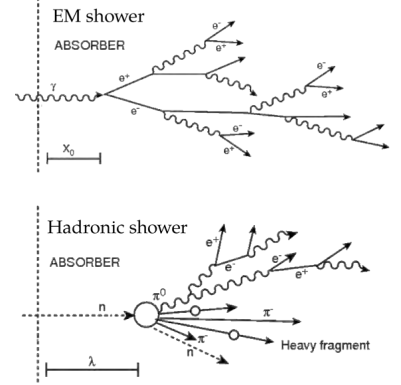 EM shower
ABSORBER
e-
e+
e+
γ
e-
e-
e+
e-
e+
X₀
Hadronic shower
ABSORBER
e+
e-
e-
e+
π⁰
n
π-
π-
n
Heavy fragment
λ